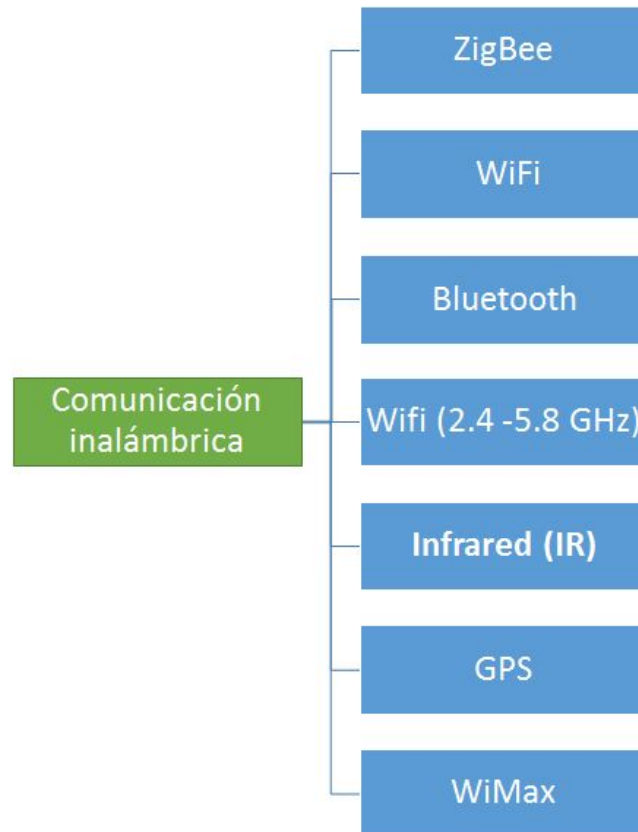 ZigBee
WiFi
Bluetooth
Comunicación
inalámbrica
Wifi (2.4 -5.8 GHz)
Infrared (IR)
GPS
WiMax